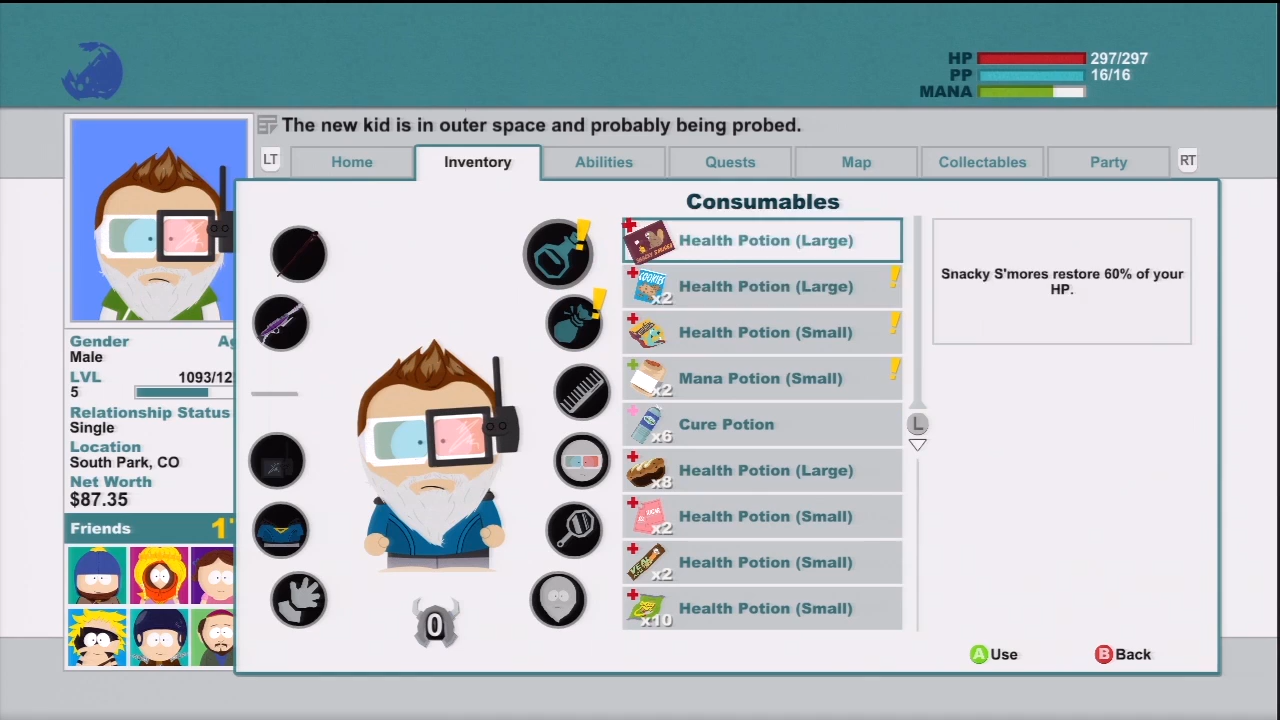 HP 297/297
PP 16/16
MANA
The new kid is in outer space and probably being probed.
LT Home Inventory Abilities Quests Map Collectables Party RT
Gender Ag
Male
LVL 1093/12
5
Relationship Status
Single
Location
South Park, CO
Net Worth
$87.35
Friends 1
0
Consumables
Health Potion (Large)
x2 Health Potion (Large)
Health Potion (Small)
x2 Mana Potion (Small)
x6 Cure Potion
x8 Health Potion (Large)
x2 Health Potion (Small)
x2 Health Potion (Small)
x10 Health Potion (Small)
L
Snacky S'mores restore 60% of your
HP.
A Use
B Back